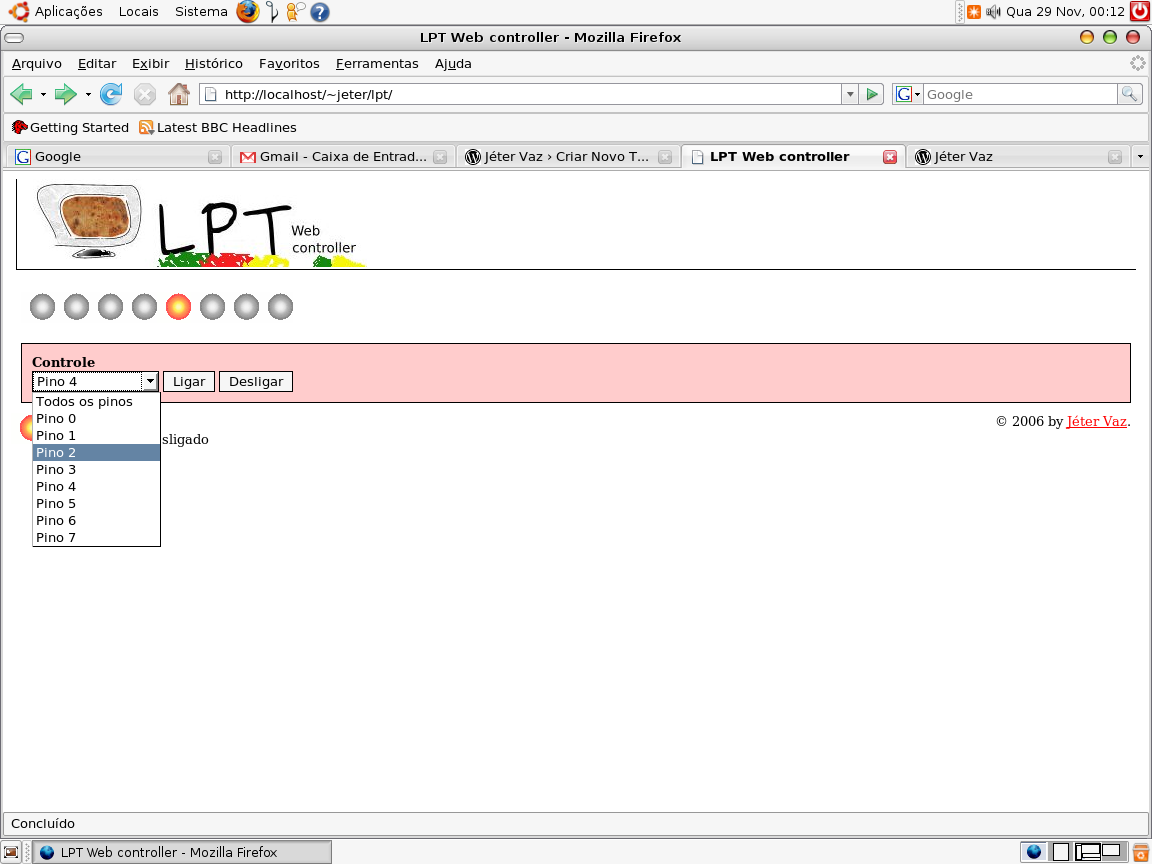 Aplicações Locais Sistema Qua 29 Nov, 00:12
LPT Web controller - Mozilla Firefox
Arquivo Editar Exibir Histórico Favoritos Ferramentas Ajuda
http://localhost/~jeter/lpt/ G Google
Getting Started Latest BBC Headlines
G Google Gmail - Caixa de Entrad... Jéter Vaz › Criar Novo T... LPT Web controller Jéter Vaz
LPT Web
controller
Controle
Pino 4 Ligar Desligar
Todos os pinos
Pino 0
Pino 1
Pino 2
Pino 3
Pino 4
Pino 5
Pino 6
Pino 7
© 2006 by Jéter Vaz.
sligado
Concluído
LPT Web controller - Mozilla Firefox